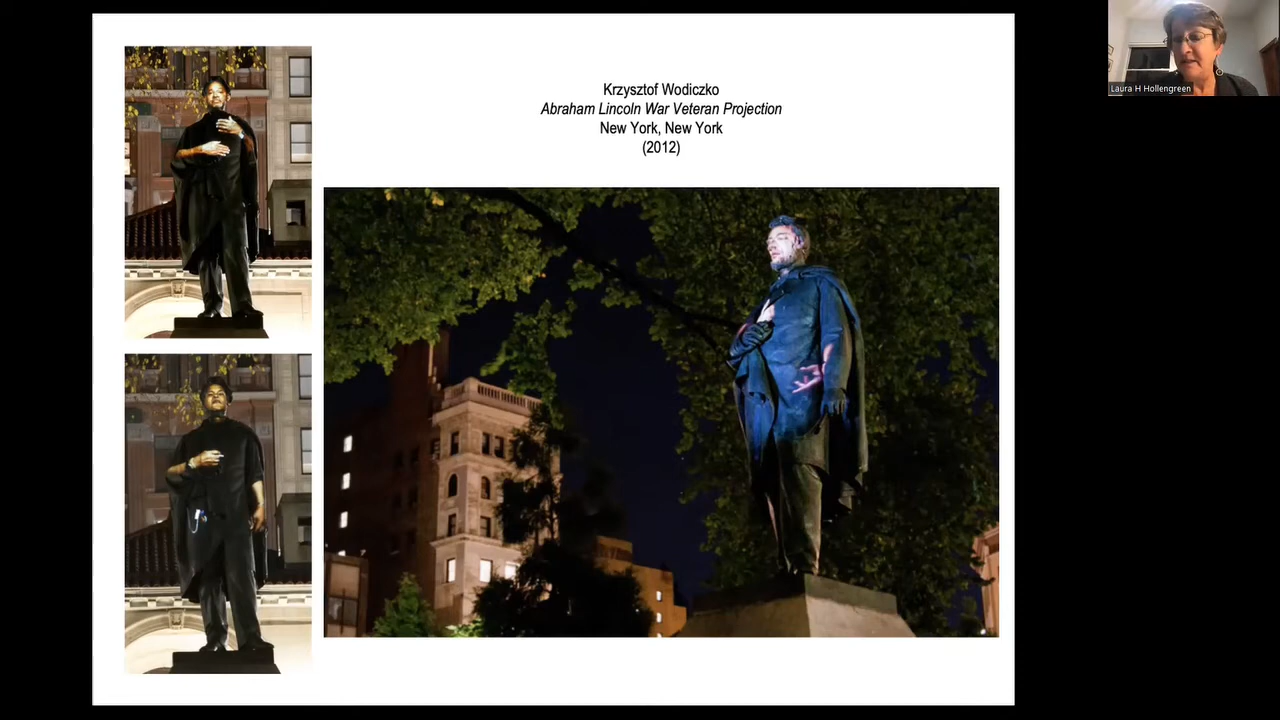 Krzysztof Wodiczko
Abraham Lincoln War Veteran Projection
New York, New York
(2012)
Laura H Hollengreen